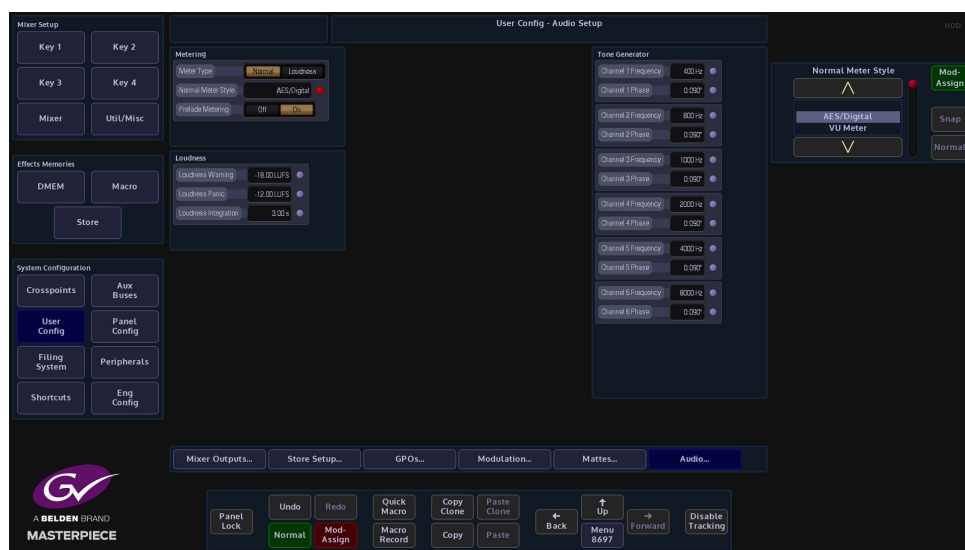 Mixer Setup
User Config - Audio Setup
HDD
Key 1
Key 2
Key 3
Key 4
Mixer
Util/Misc
Effects Memories
DMEM
Macro
Store
System Configuration
Crosspoints
Aux
Buses
User
Config
Panel
Config
Filing
System
Peripherals
Shortcuts
Eng
Config
Metering
Meter Type
Normal
Loudness
Normal Meter Style
AES/Digital
Prefade Metering
Off
On
Loudness
Loudness Warning
-18.00 LUFS
Loudness Panic
-12.00 LUFS
Loudness Integration
3.00 s
Tone Generator
Channel 1 Frequency
400 Hz
Channel 1 Phase
0.090°
Channel 2 Frequency
800 Hz
Channel 2 Phase
0.090°
Channel 3 Frequency
1000 Hz
Channel 3 Phase
0.090°
Channel 4 Frequency
2000 Hz
Channel 4 Phase
0.090°
Channel 5 Frequency
4000 Hz
Channel 5 Phase
0.090°
Channel 6 Frequency
8000 Hz
Channel 6 Phase
0.090°
Normal Meter Style
AES/Digital
VU Meter
Mod-
Assign
Snap
Normal
Mixer Outputs...
Store Setup...
GPOs...
Modulation...
Mattes...
Audio...
GV
A BELDEN BRAND
MASTERPIECE
Panel
Lock
Undo
Redo
Normal
Mod-
Assign
Quick
Macro
Macro
Record
Copy
Clone
Paste
Clone
Copy
Paste
Back
Up
Menu
8697
Forward
Disable
Tracking